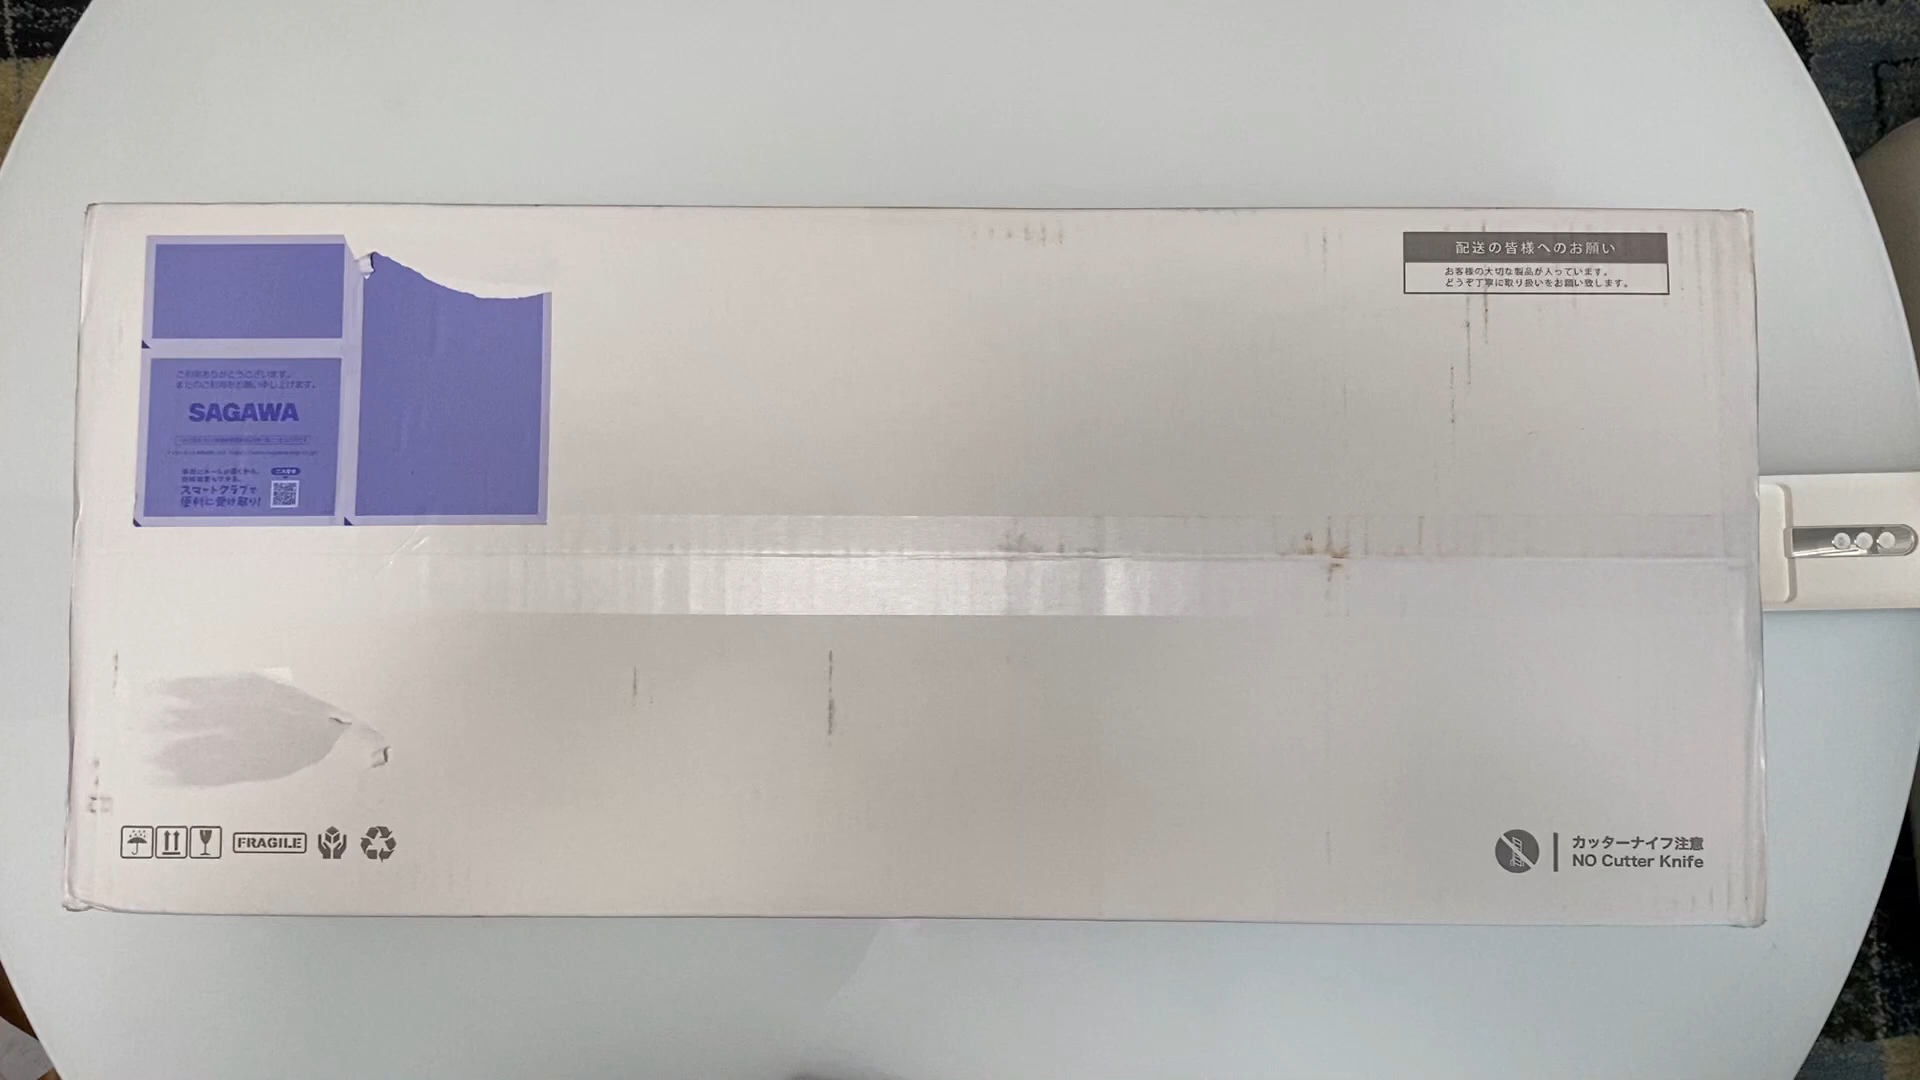 ご利用ありがとうございます。
またのご利用をお願い申し上げます。
SAGAWA
スマートクラブで
便利に受け取り!
配送の皆様へのお願い
お客様の大切な製品が入っています。
どうぞ丁寧に取り扱いをお願い致します。
FRAGILE
カッターナイフ注意
NO Cutter Knife